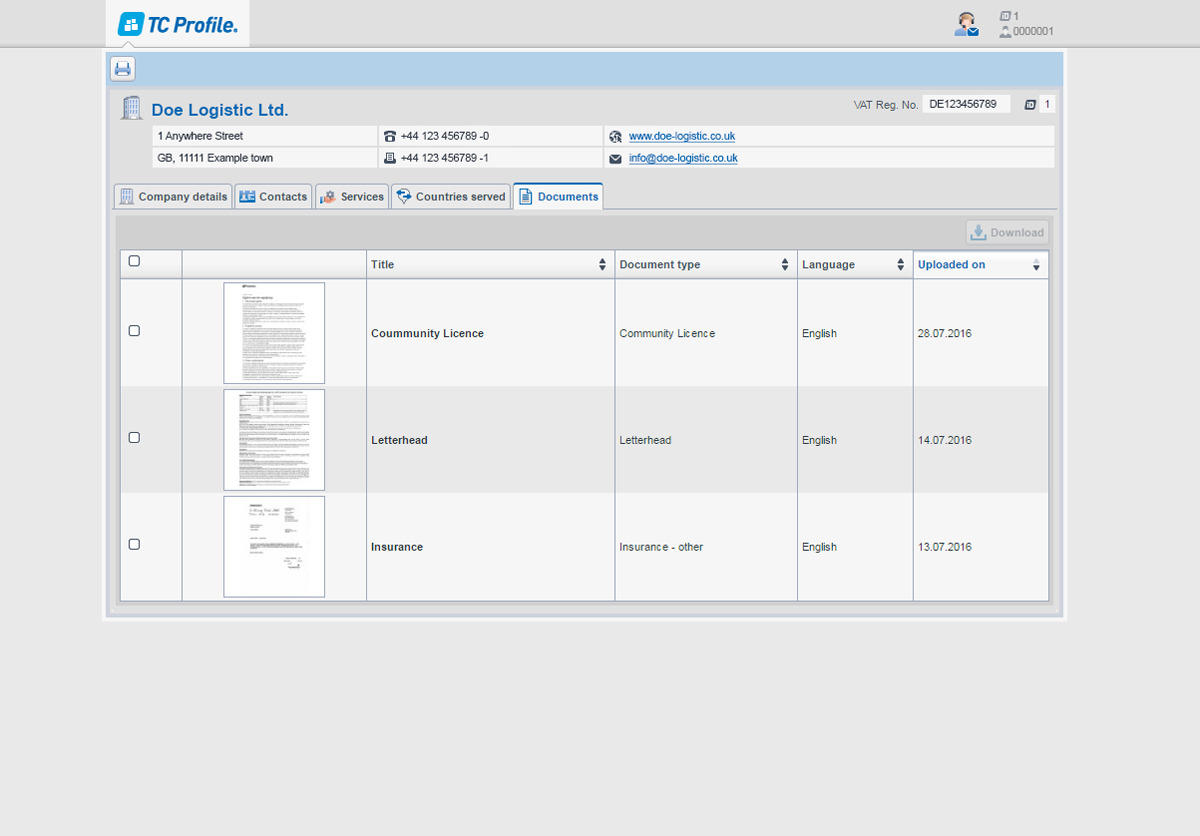 TC Profile.
1
0000001
Doe Logistic Ltd.
VAT Reg. No. DE123456789 ID 1
1 Anywhere Street +44 123 456789 -0 www.doe-logistic.co.uk
GB, 11111 Example town +44 123 456789 -1 info@doe-logistic.co.uk
Company details Contacts Services Countries served Documents
Download
Title Document type Language Uploaded on
Coummunity Licence Community Licence English 28.07.2016
Letterhead Letterhead English 14.07.2016
Insurance Insurance - other English 13.07.2016